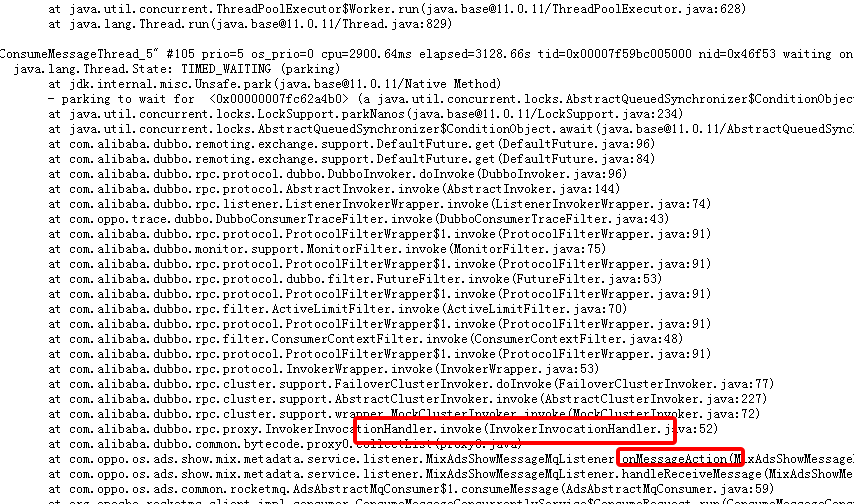 at java.util.concurrent.ThreadPoolExecutor$Worker.run(java.base@11.0.11/ThreadPoolExecutor.java:628)
at java.lang.Thread.run(java.base@11.0.11/Thread.java:829)
ConsumeMessageThread_5" #105 prio=5 os_prio=0 cpu=2900.64ms elapsed=3128.66s tid=0x00007f59bc005000 nid=0x46f53 waiting on
java.lang.Thread.State: TIMED_WAITING (parking)
at jdk.internal.misc.Unsafe.park(java.base@11.0.11/Native Method)
- parking to wait for <0x00000007fc62a4b0> (a java.util.concurrent.locks.AbstractQueuedSynchronizer$ConditionObjec
at java.util.concurrent.locks.LockSupport.parkNanos(java.base@11.0.11/LockSupport.java:234)
at java.util.concurrent.locks.AbstractQueuedSynchronizer$ConditionObject.await(java.base@11.0.11/AbstractQueuedSync
at com.alibaba.dubbo.remoting.exchange.support.DefaultFuture.get(DefaultFuture.java:96)
at com.alibaba.dubbo.remoting.exchange.support.DefaultFuture.get(DefaultFuture.java:84)
at com.alibaba.dubbo.rpc.protocol.dubbo.DubboInvoker.doInvoke(DubboInvoker.java:96)
at com.alibaba.dubbo.rpc.protocol.AbstractInvoker.invoke(AbstractInvoker.java:144)
at com.alibaba.dubbo.rpc.listener.ListenerInvokerWrapper.invoke(ListenerInvokerWrapper.java:74)
at com.oppo.trace.dubbo.DubboConsumerTraceFilter.invoke(DubboConsumerTraceFilter.java:43)
at com.alibaba.dubbo.rpc.protocol.ProtocolFilterWrapper$1.invoke(ProtocolFilterWrapper.java:91)
at com.alibaba.dubbo.monitor.support.MonitorFilter.invoke(MonitorFilter.java:75)
at com.alibaba.dubbo.rpc.protocol.ProtocolFilterWrapper$1.invoke(ProtocolFilterWrapper.java:91)
at com.alibaba.dubbo.rpc.protocol.dubbo.filter.FutureFilter.invoke(FutureFilter.java:53)
at com.alibaba.dubbo.rpc.protocol.ProtocolFilterWrapper$1.invoke(ProtocolFilterWrapper.java:91)
at com.alibaba.dubbo.rpc.filter.ActiveLimitFilter.invoke(ActiveLimitFilter.java:70)
at com.alibaba.dubbo.rpc.protocol.ProtocolFilterWrapper$1.invoke(ProtocolFilterWrapper.java:91)
at com.alibaba.dubbo.rpc.filter.ConsumerContextFilter.invoke(ConsumerContextFilter.java:48)
at com.alibaba.dubbo.rpc.protocol.ProtocolFilterWrapper$1.invoke(ProtocolFilterWrapper.java:91)
at com.alibaba.dubbo.rpc.protocol.InvokerWrapper.invoke(InvokerWrapper.java:53)
at com.alibaba.dubbo.rpc.cluster.support.FailoverClusterInvoker.doInvoke(FailoverClusterInvoker.java:77)
at com.alibaba.dubbo.rpc.cluster.support.AbstractClusterInvoker.invoke(AbstractClusterInvoker.java:227)
at com.alibaba.dubbo.rpc.cluster.support.wrapper.MockClusterInvoker.invoke(MockClusterInvoker.java:72)
at com.alibaba.dubbo.rpc.proxy.InvokerInvocationHandler.invoke(InvokerInvocationHandler.java:52)
at com.alibaba.dubbo.common.bytecode.proxy0.collectList(proxy0.java)
at com.oppo.os.ads.show.mix.metadata.service.listener.MixAdsShowMessageMqListener.onMessageAction(MixAdsShowMessageM
at com.oppo.os.ads.show.mix.metadata.service.listener.MixAdsShowMessageMqListener.handleReceiveMessage(MixAdsShowMes
at com.oppo.os.ads.common.rocketmq.AdsAbstractMqConsumer$1.consumeMessage(AdsAbstractMqConsumer.java:59)